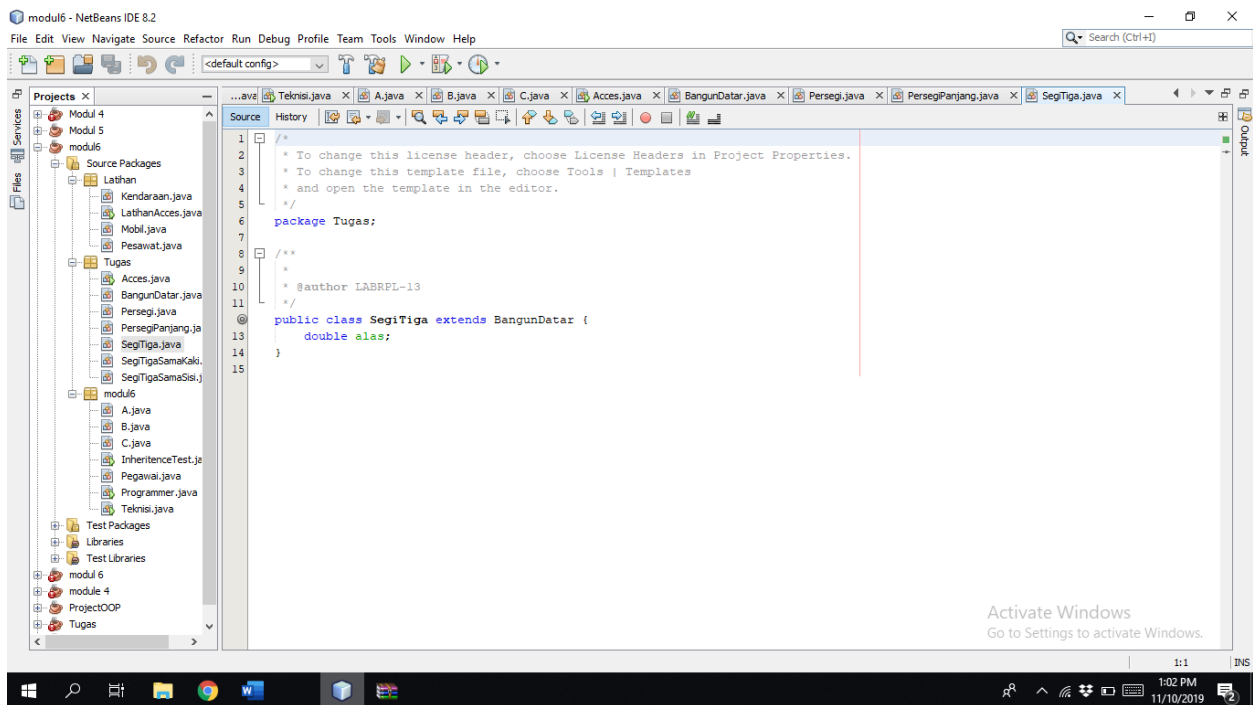 modul6 - NetBeans IDE 8.2
File Edit View Navigate Source Refactor Run Debug Profile Team Tools Window Help
Search (Ctrl+I)
<default config>
Projects
...ava Teknisi.java A.java B.java C.java Acces.java BangunDatar.java Persegi.java PersegiPanjang.java SegiTiga.java
Source History
Services
Files
Output
Modul 4
Modul 5
modul6
Source Packages
Latihan
Kendaraan.java
LatihanAcces.java
Mobil.java
Pesawat.java
Tugas
Acces.java
BangunDatar.java
Persegi.java
PersegiPanjang.ja
SegiTiga.java
SegiTigaSamaKaki.
SegiTigaSamaSisi.j
modul6
A.java
B.java
C.java
InheritenceTest.ja
Pegawai.java
Programmer.java
Teknisi.java
Test Packages
Libraries
Test Libraries
modul 6
module 4
ProjectOOP
Tugas
1 /*
2 * To change this license header, choose License Headers in Project Properties.
3 * To change this template file, choose Tools | Templates
4 * and open the template in the editor.
5 */
6 package Tugas;
7
8 /**
9 *
10 * @author LABRPL-13
11 */
public class SegiTiga extends BangunDatar {
13 double alas;
14 }
15
Activate Windows
Go to Settings to activate Windows.
1:1 INS
1:02 PM
11/10/2019
2